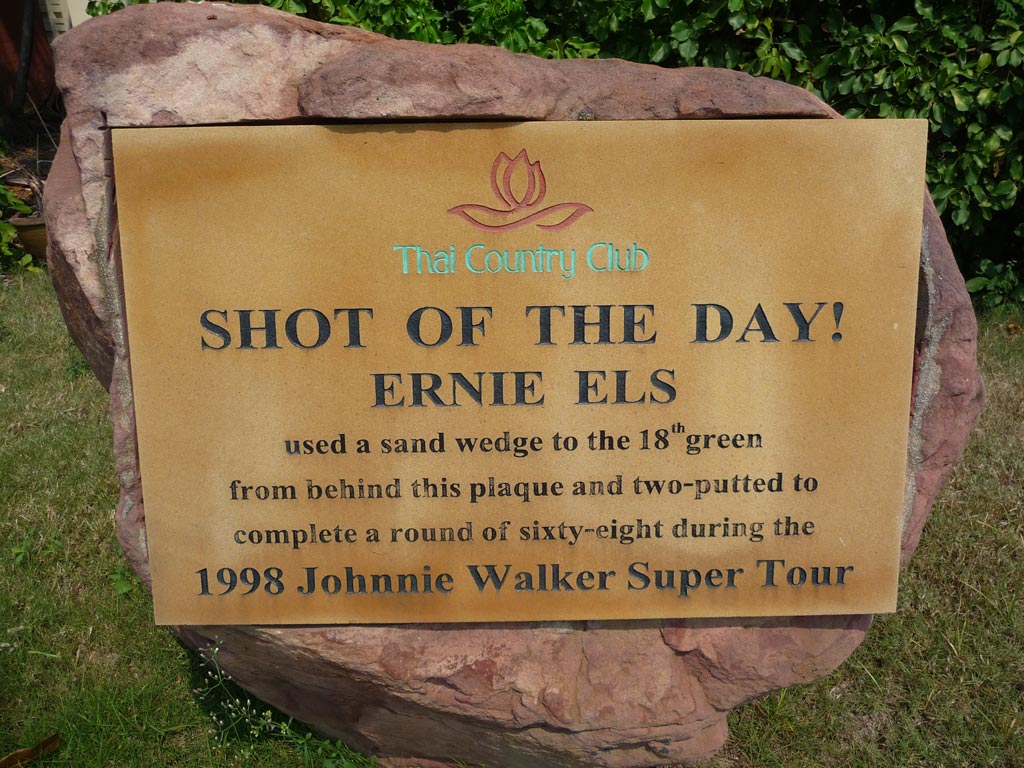 Thai Country Club
SHOT OF THE DAY!
ERNIE ELS
used a sand wedge to the 18th green
from behind this plaque and two-putted to
complete a round of sixty-eight during the
1998 Johnnie Walker Super Tour